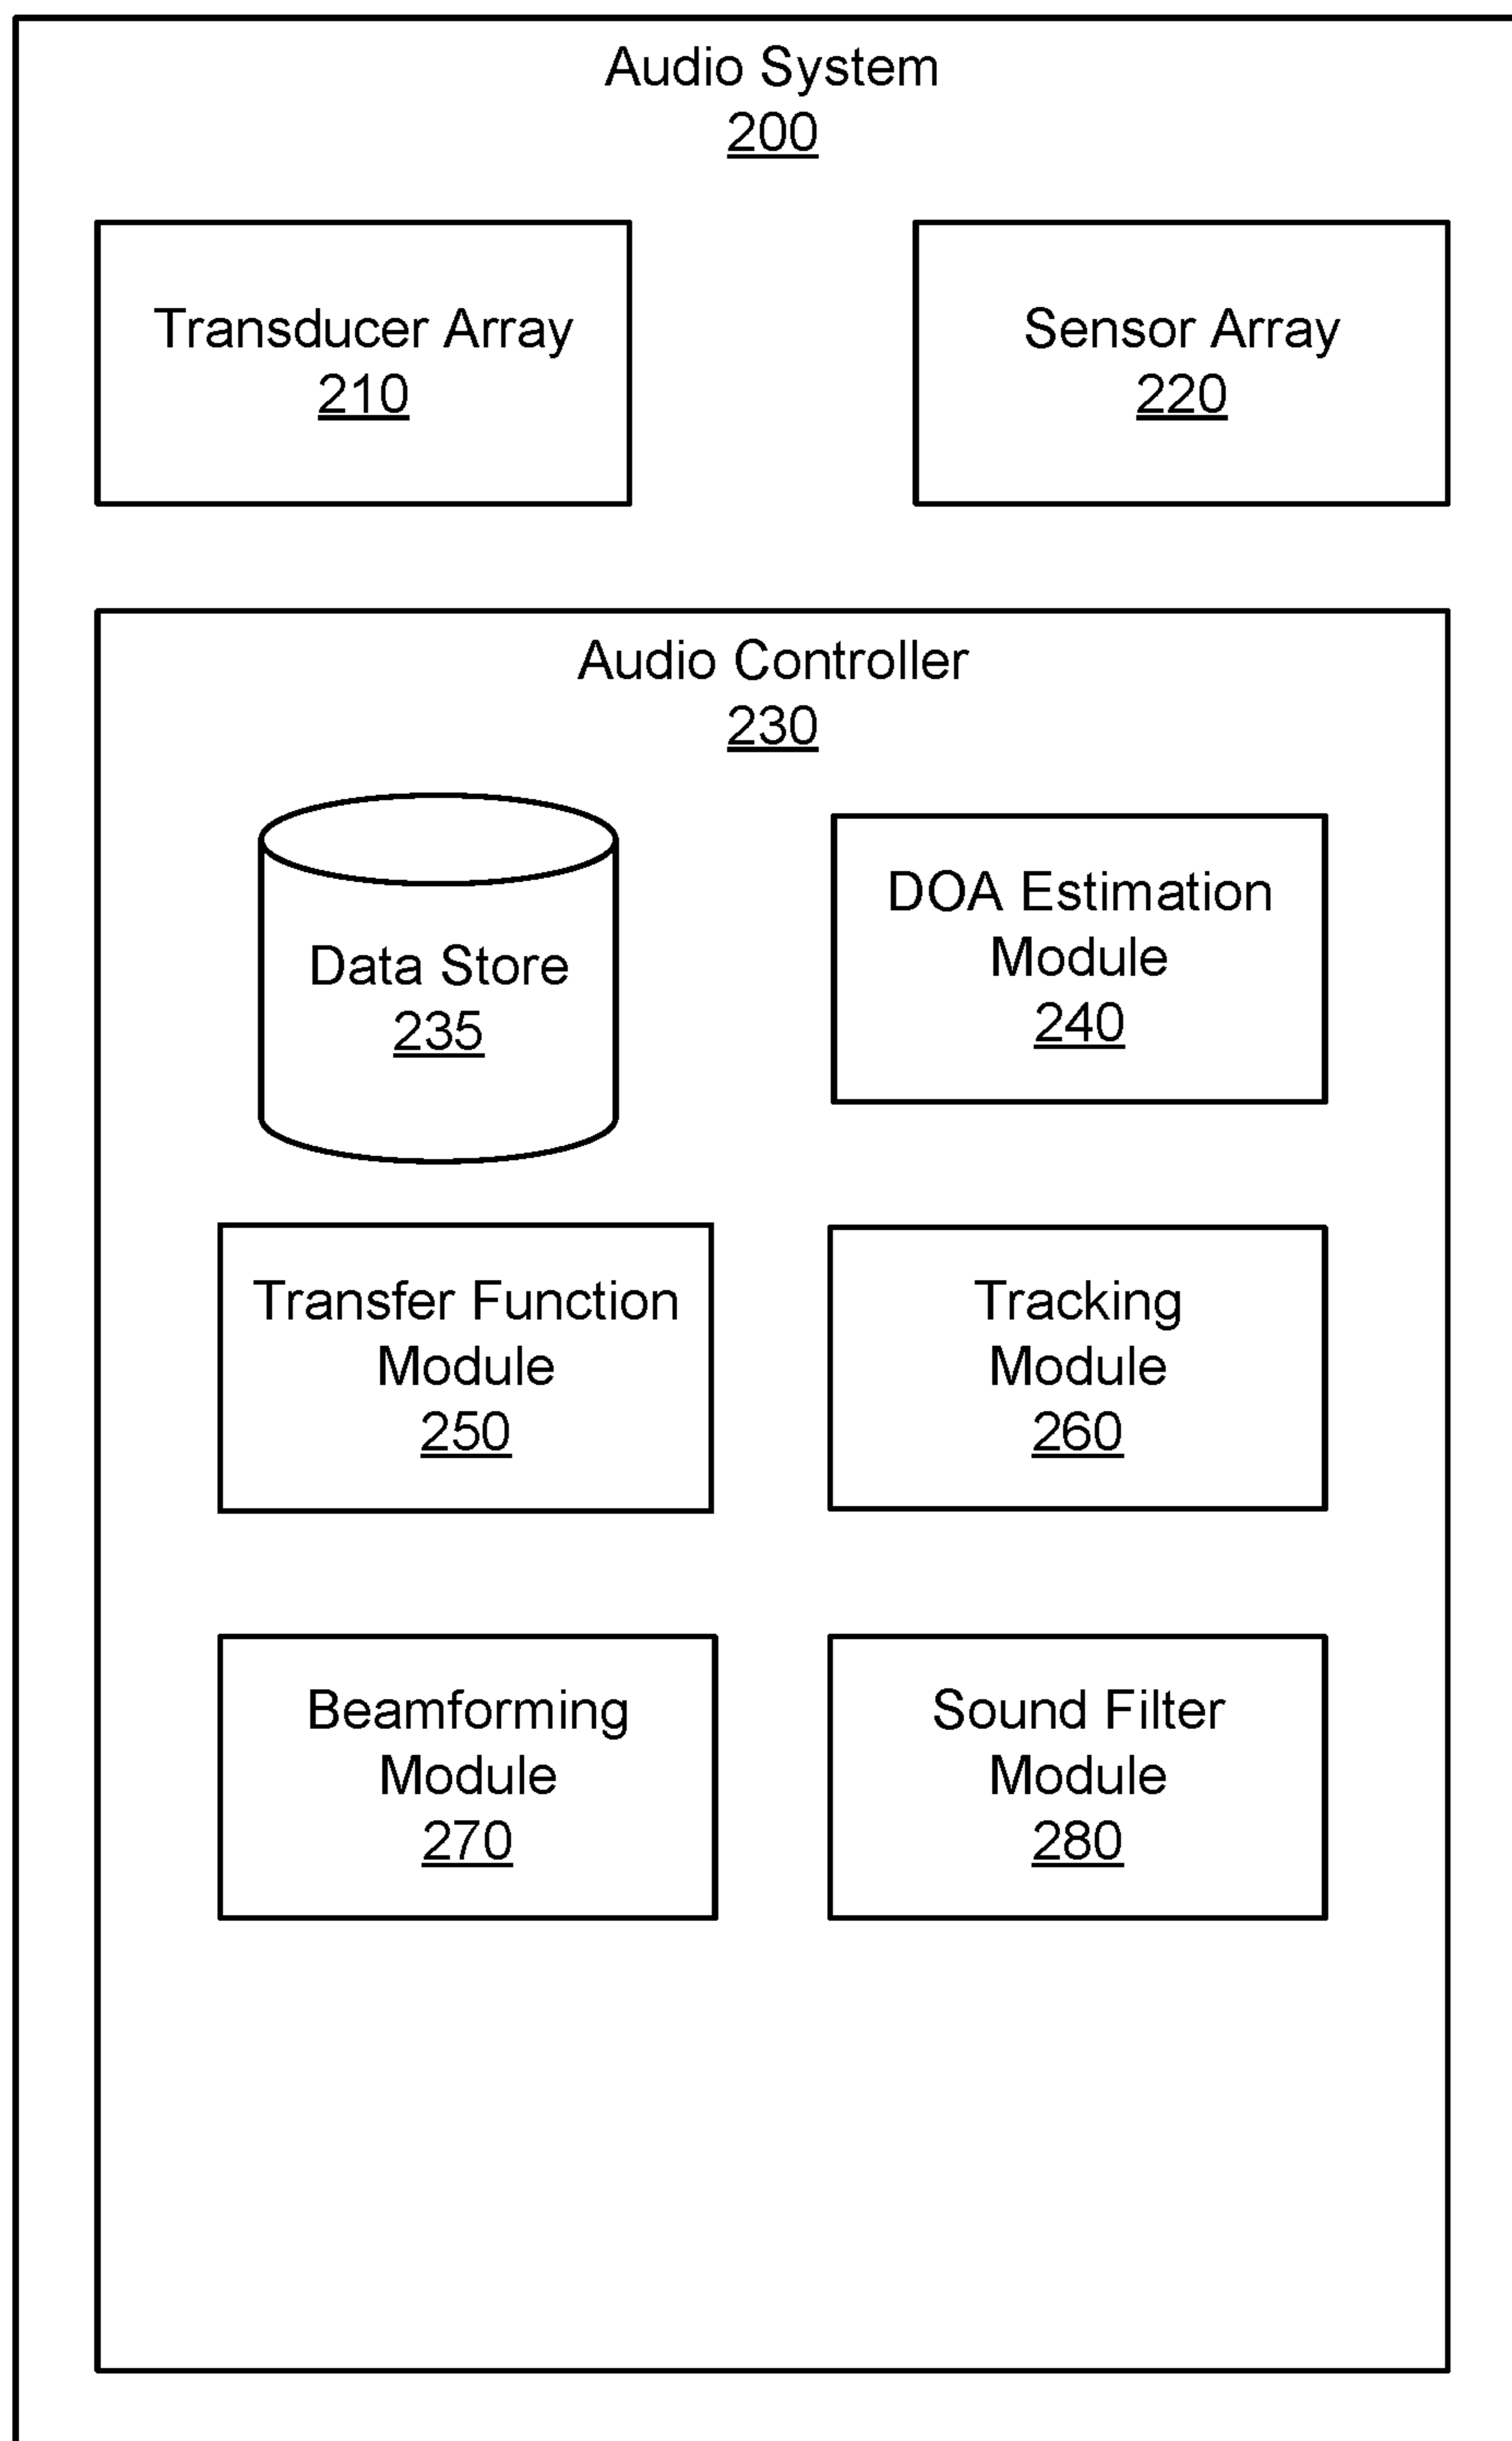 Audio System
200
Transducer Array
210
Sensor Array
220
Audio Controller
230
Data Store
235
DOA Estimation
Module
240
Transfer Function
Module
250
Tracking
Module
260
Beamforming
Module
270
Sound Filter
Module
280